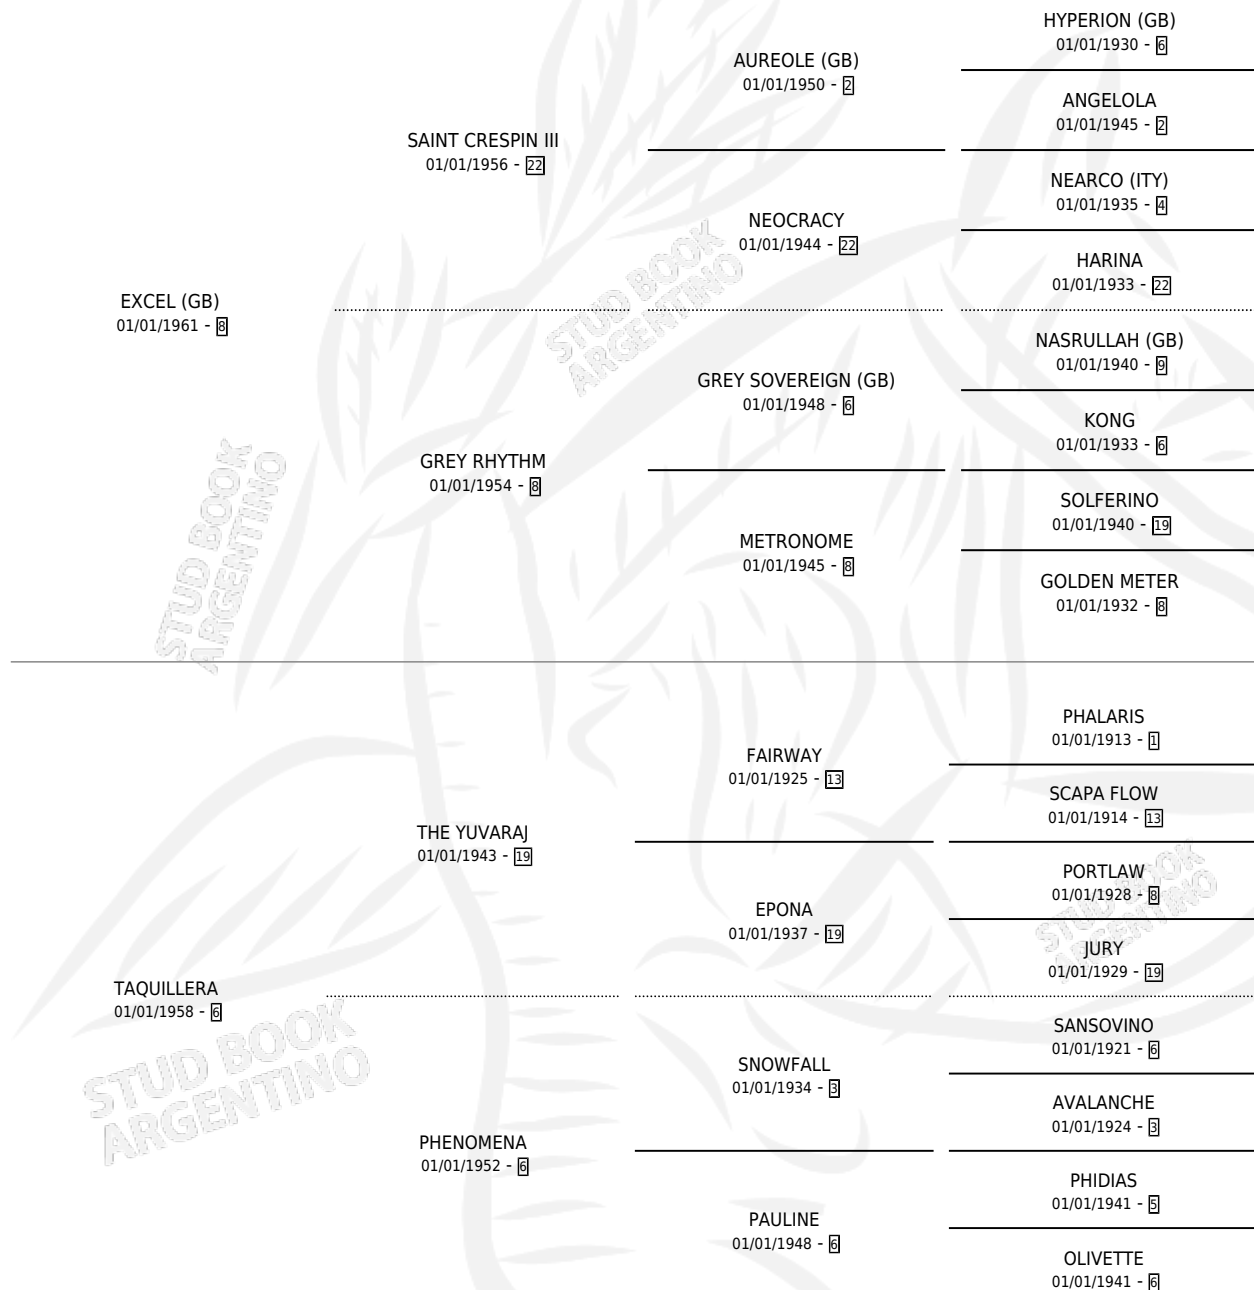 HYPERION (GB)
01/01/1930 - 6
AUREOLE (GB)
01/01/1950 - 2
ANGELOLA
01/01/1945 - 2
SAINT CRESPIN III
01/01/1956 - 22
NEARCO (ITY)
01/01/1935 - 4
NEOCRACY
01/01/1944 - 22
HARINA
01/01/1933 - 22
EXCEL (GB)
01/01/1961 - 8
NASRULLAH (GB)
01/01/1940 - 9
GREY SOVEREIGN (GB)
01/01/1948 - 6
KONG
01/01/1933 - 6
GREY RHYTHM
01/01/1954 - 8
SOLFERINO
01/01/1940 - 19
METRONOME
01/01/1945 - 8
GOLDEN METER
01/01/1932 - 8
PHALARIS
01/01/1913 - 1
FAIRWAY
01/01/1925 - 13
SCAPA FLOW
01/01/1914 - 13
THE YUVARAJ
01/01/1943 - 19
PORTLAW
01/01/1928 - 8
EPONA
01/01/1937 - 19
JURY
01/01/1929 - 19
TAQUILLERA
01/01/1958 - 6
SANSOVINO
01/01/1921 - 6
SNOWFALL
01/01/1934 - 3
AVALANCHE
01/01/1924 - 3
PHENOMENA
01/01/1952 - 6
PHIDIAS
01/01/1941 - 5
PAULINE
01/01/1948 - 6
OLIVETTE
01/01/1941 - 6
STUD BOOK
ARGENTINO
STUD BOOK
ARGENTINO
STUD BOOK
ARGENTINO
STUD BOOK
ARGENTINO